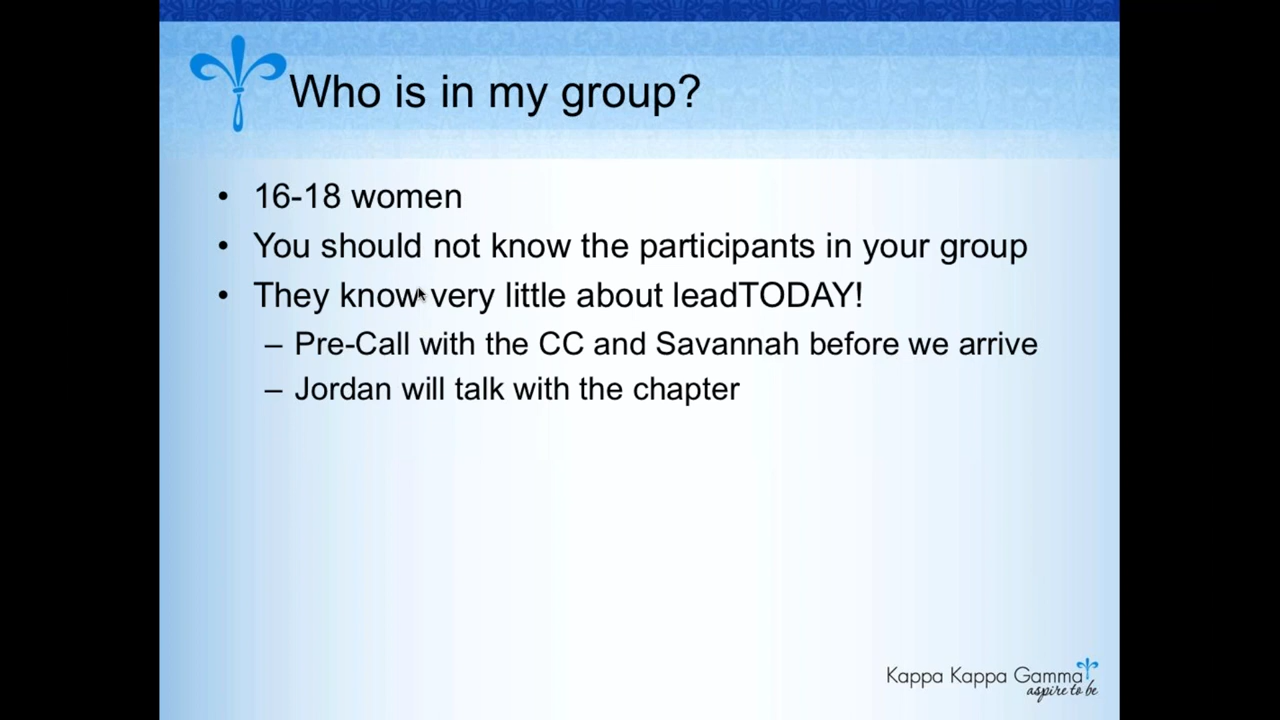 Who is in my group?
• 16-18 women
• You should not know the participants in your group
• They know very little about leadTODAY!
– Pre-Call with the CC and Savannah before we arrive
– Jordan will talk with the chapter
Kappa Kappa Gamma
aspire to be